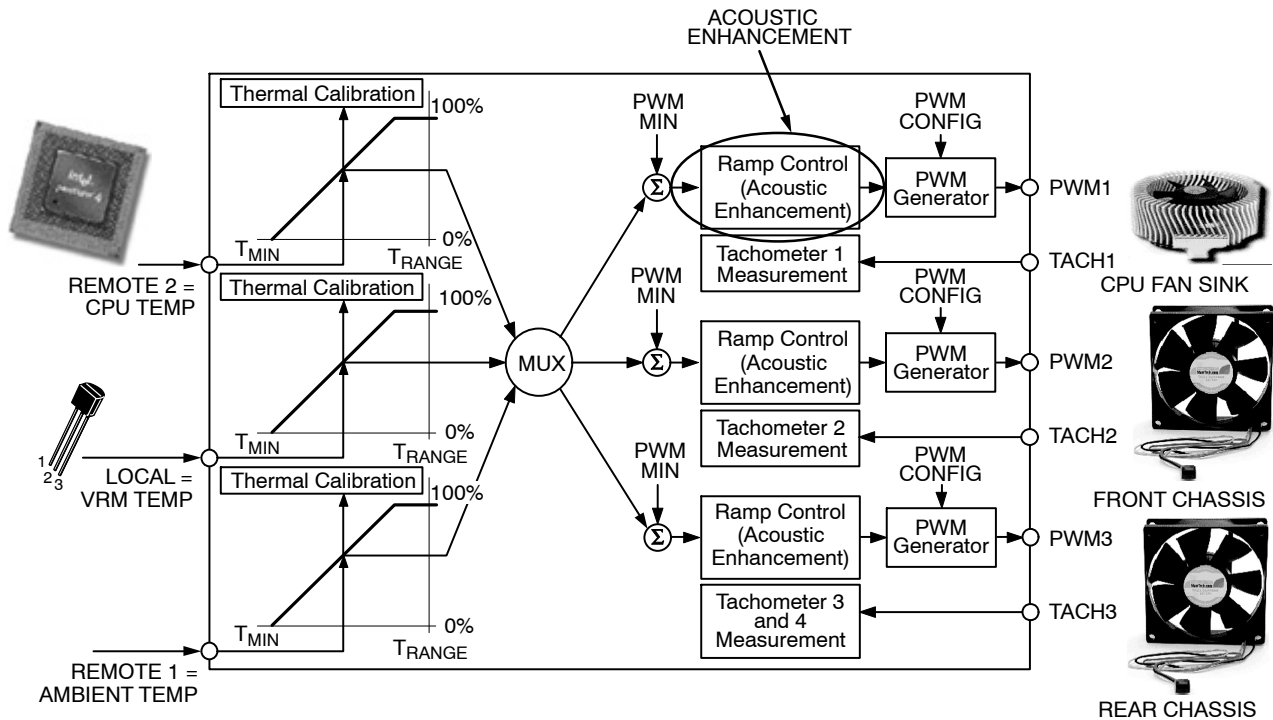 ACOUSTIC
ENHANCEMENT
Thermal Calibration
100%
0%
T_MIN
T_RANGE
REMOTE 2 =
CPU TEMP
intel
pentium 4
Thermal Calibration
100%
0%
T_MIN
T_RANGE
1
2
3
LOCAL =
VRM TEMP
Thermal Calibration
100%
0%
T_MIN
T_RANGE
REMOTE 1 =
AMBIENT TEMP
MUX
PWM
MIN
Σ
Ramp Control
(Acoustic
Enhancement)
PWM
CONFIG
PWM
Generator
PWM1
Tachometer 1
Measurement
TACH1
CPU FAN SINK
PWM
MIN
Σ
Ramp Control
(Acoustic
Enhancement)
PWM
CONFIG
PWM
Generator
PWM2
Tachometer 2
Measurement
TACH2
FRONT CHASSIS
PWM
MIN
Σ
Ramp Control
(Acoustic
Enhancement)
PWM
CONFIG
PWM
Generator
PWM3
Tachometer 3
and 4
Measurement
TACH3
REAR CHASSIS